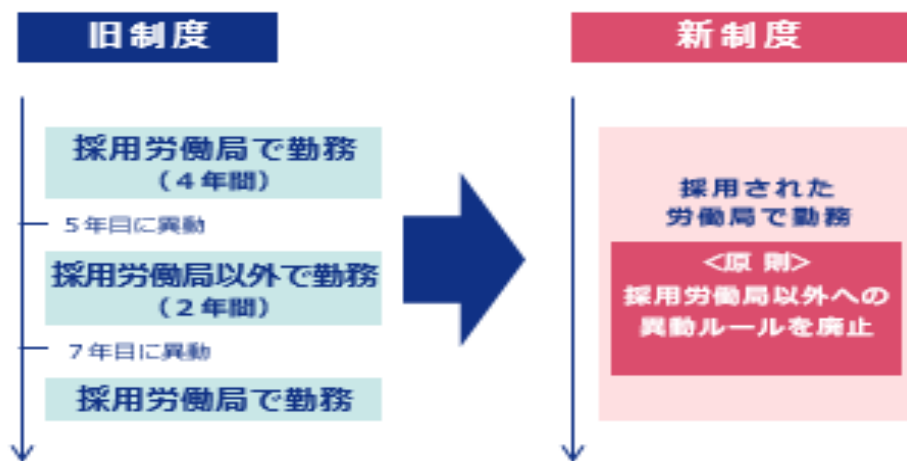 旧制度
採用労働局で勤務
（4年間）
5年目に異動
採用労働局以外で勤務
（2年間）
7年目に異動
採用労働局で勤務
新制度
採用された
労働局で勤務
<原 則>
採用労働局以外への
異動ルールを廃止